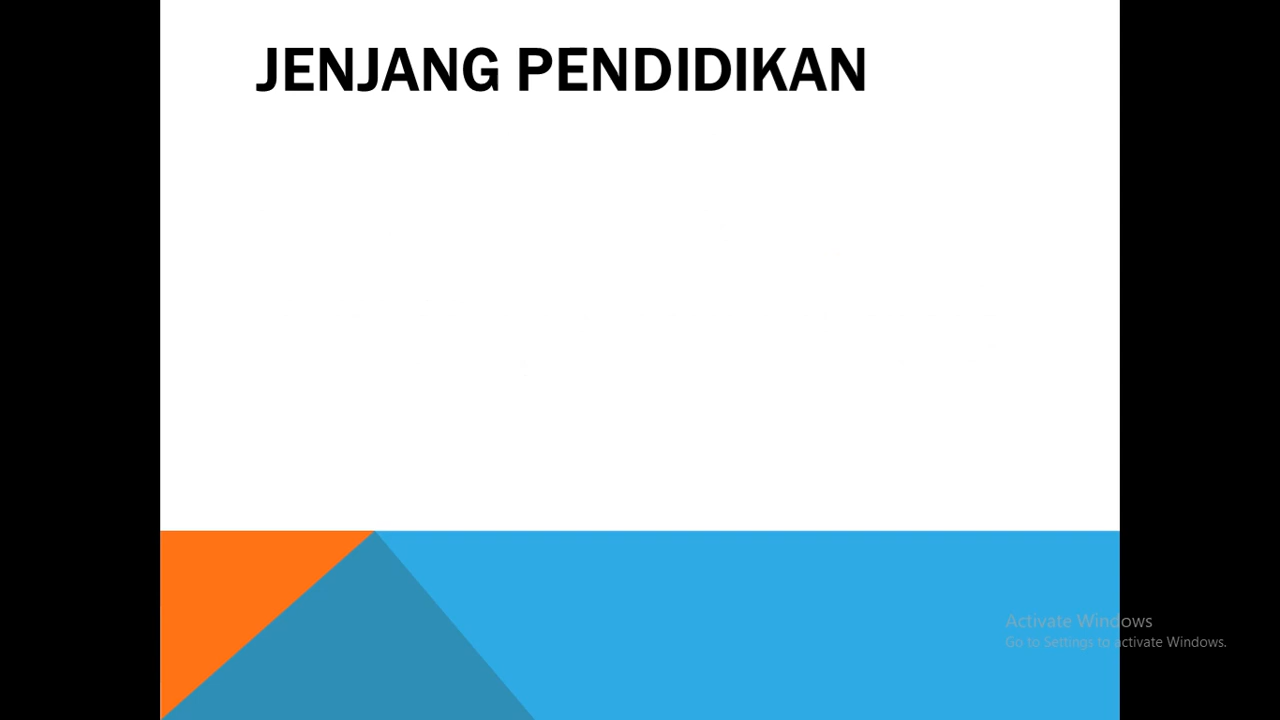 JENJANG PENDIDIKAN
Activate Windows
Go to Settings to activate Windows.